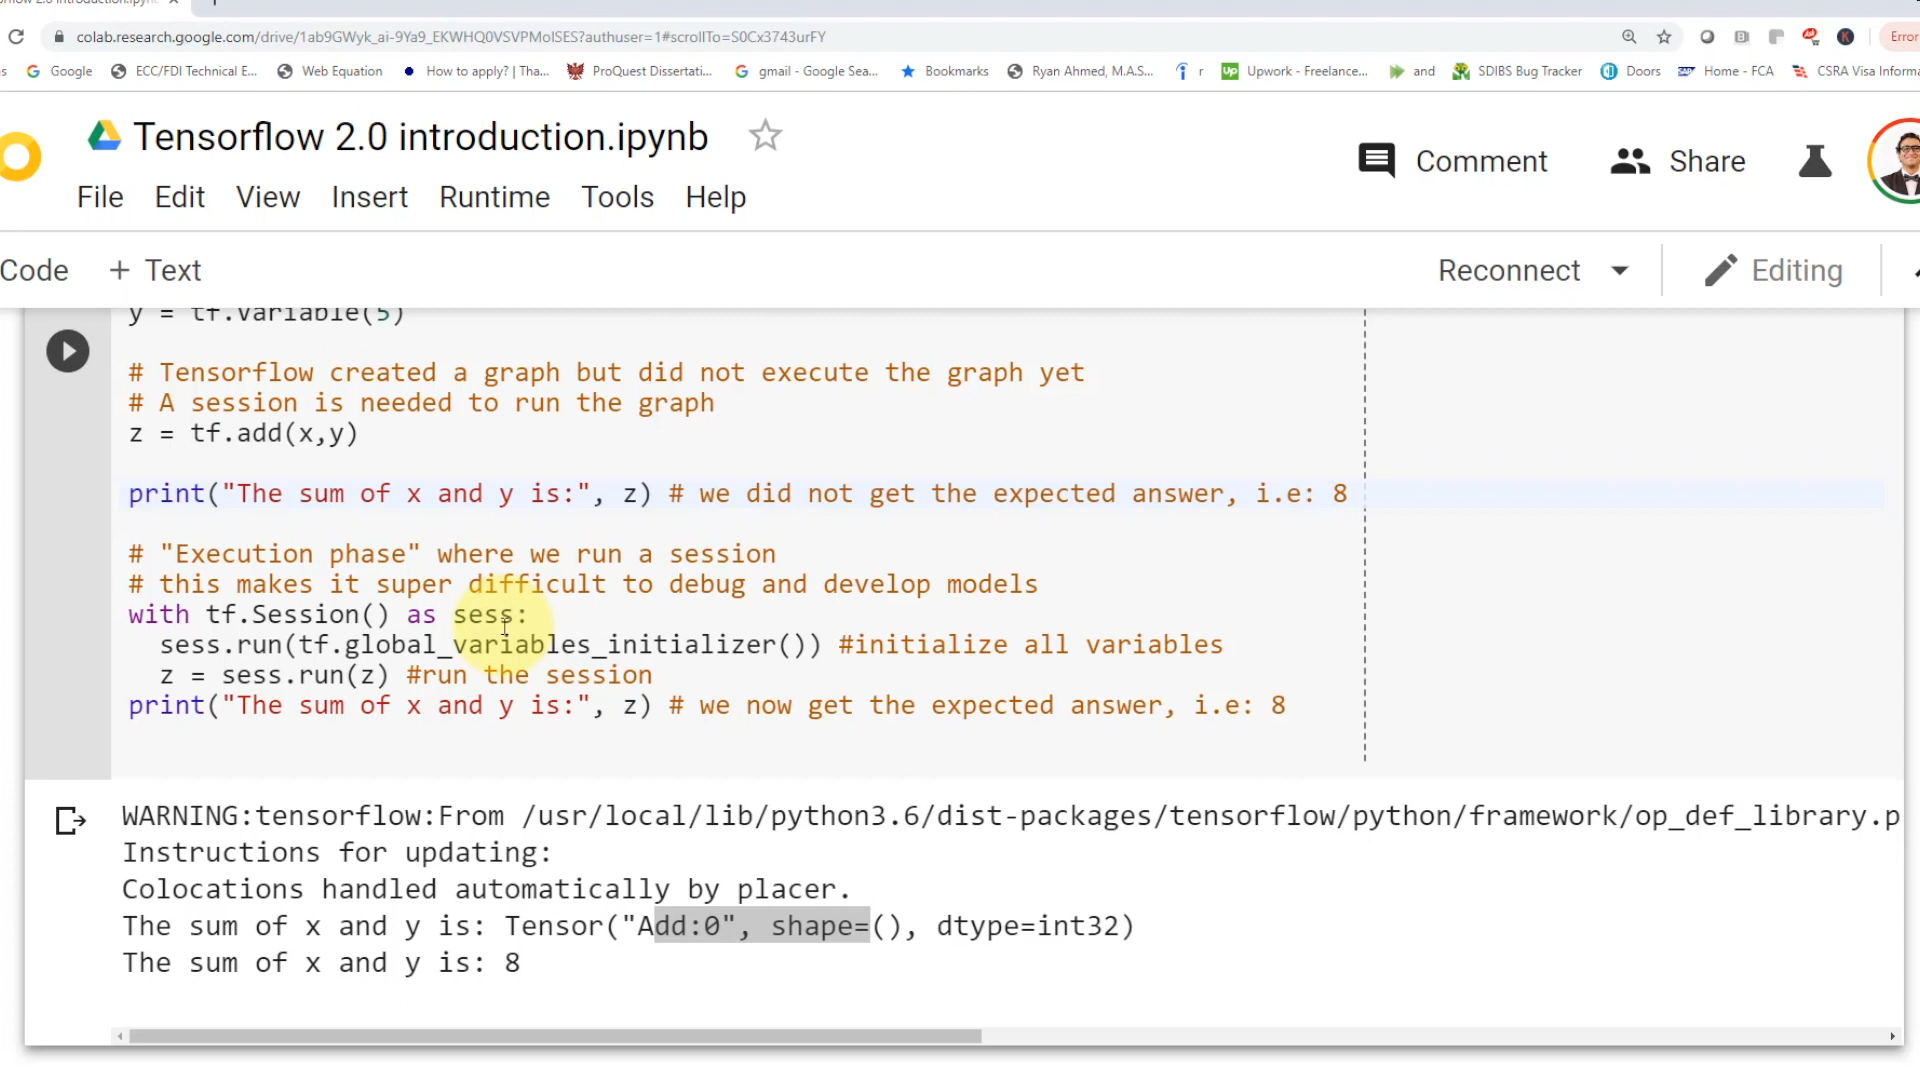 colab.research.google.com/drive/1ab9GWyk_ai-9Ya9_EKWHQ0VSVPMolSES?authuser=1#scrollTo=S0Cx3743urFY Error
Google ECC/FDI Technical E... Web Equation How to apply? | Tha... ProQuest Dissertati... gmail - Google Sea... Bookmarks Ryan Ahmed, M.A.S... r Upwork - Freelance... and SDIBS Bug Tracker Doors Home - FCA CSRA Visa Informa
Tensorflow 2.0 introduction.ipynb
Comment Share
File Edit View Insert Runtime Tools Help
Code + Text Reconnect Editing
y = tf.Variable(5)
# Tensorflow created a graph but did not execute the graph yet
# A session is needed to run the graph
z = tf.add(x,y)
print("The sum of x and y is:", z) # we did not get the expected answer, i.e: 8
# "Execution phase" where we run a session
# this makes it super difficult to debug and develop models
with tf.Session() as sess:
sess.run(tf.global_variables_initializer()) #initialize all variables
z = sess.run(z) #run the session
print("The sum of x and y is:", z) # we now get the expected answer, i.e: 8
WARNING:tensorflow:From /usr/local/lib/python3.6/dist-packages/tensorflow/python/framework/op_def_library.p
Instructions for updating:
Colocations handled automatically by placer.
The sum of x and y is: Tensor("Add:0", shape=(), dtype=int32)
The sum of x and y is: 8